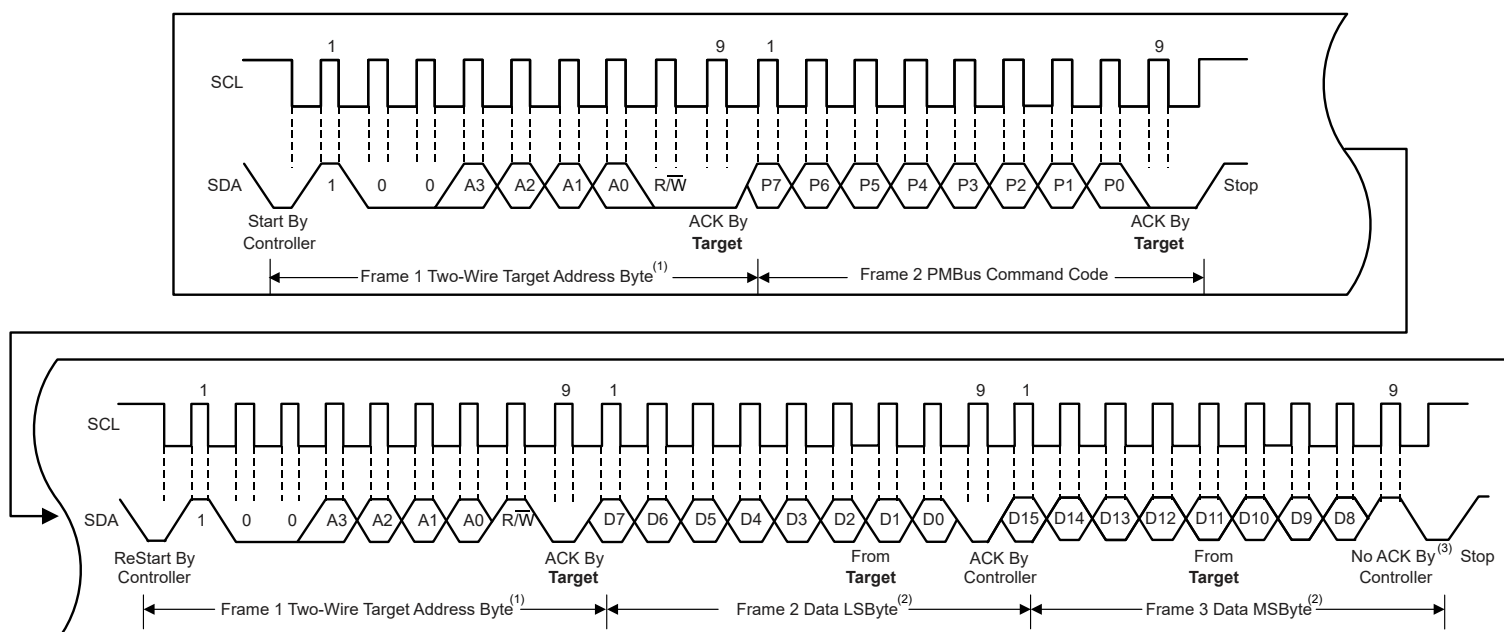 1 9 1 9
SCL
SDA 1 0 0 A3 A2 A1 A0 R/W P7 P6 P5 P4 P3 P2 P1 P0 Stop
Start By ACK By ACK By
Controller Target Target
Frame 1 Two-Wire Target Address Byte(1) Frame 2 PMBus Command Code
1 9 1 9 1 9
SCL
SDA 1 0 0 A3 A2 A1 A0 R/W D7 D6 D5 D4 D3 D2 D1 D0 D15 D14 D13 D12 D11 D10 D9 D8
ReStart By ACK By From ACK By From No ACK By(3) Stop
Controller Target Target Controller Target Controller
Frame 1 Two-Wire Target Address Byte(1) Frame 2 Data LSByte(2) Frame 3 Data MSByte(2)